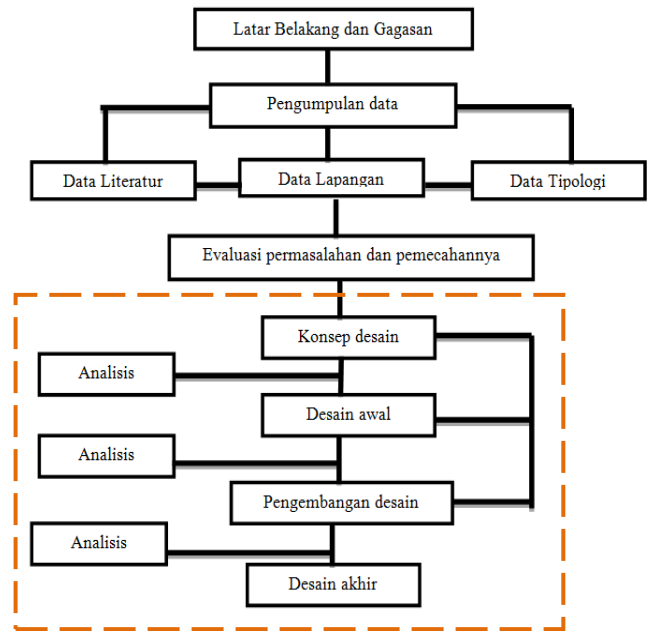 Latar Belakang dan Gagasan
Pengumpulan data
Data Literatur
Data Lapangan
Data Tipologi
Evaluasi permasalahan dan pemecahannya
Konsep desain
Analisis
Desain awal
Analisis
Pengembangan desain
Analisis
Desain akhir